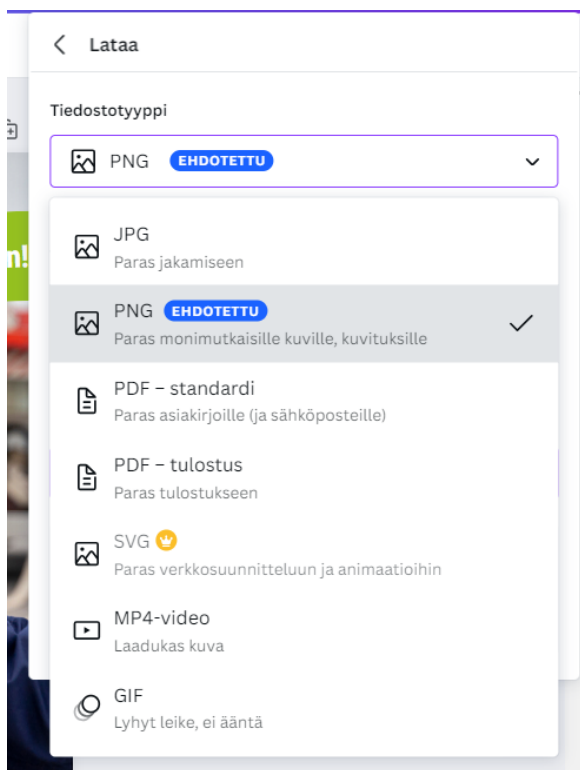 Lataa
Tiedostotyyppi
PNG EHDOTETTU
n!
JPG
Paras jakamiseen
PNG EHDOTETTU
Paras monimutkaisille kuville, kuvituksille
PDF – standardi
Paras asiakirjoille (ja sähköposteille)
PDF – tulostus
Paras tulostukseen
SVG
Paras verkkosuunnitteluun ja animaatioihin
MP4-video
Laadukas kuva
GIF
Lyhyt leike, ei ääntä